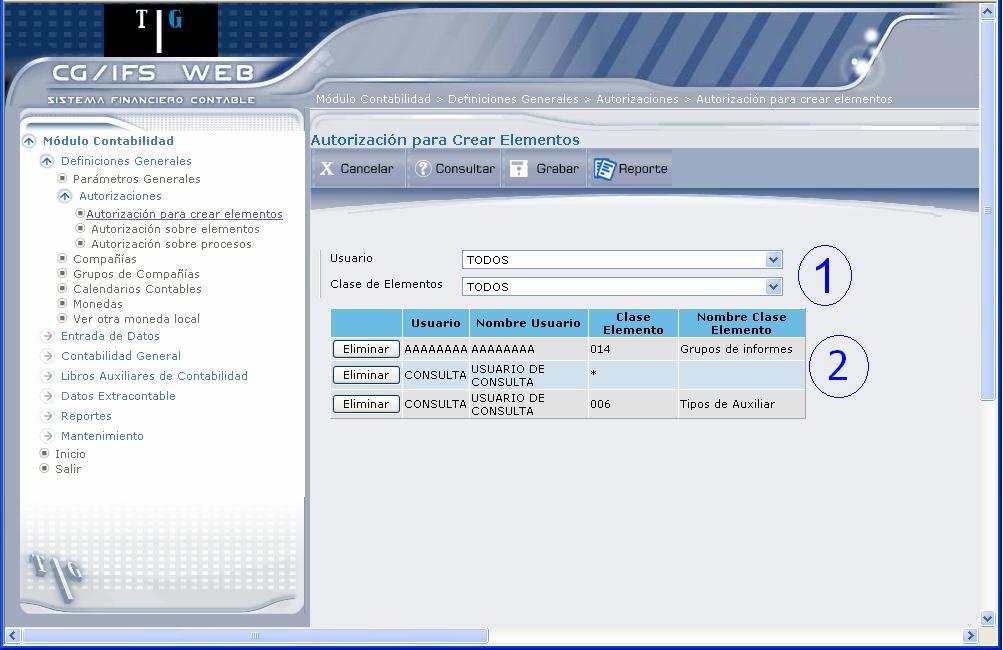 T G
CG/IFS WEB
SISTEMA FINANCIERO CONTABLE
Módulo Contabilidad > Definiciones Generales > Autorizaciones > Autorización para crear elementos
Módulo Contabilidad
Definiciones Generales
Parámetros Generales
Autorizaciones
Autorización para crear elementos
Autorización sobre elementos
Autorización sobre procesos
Compañías
Grupos de Compañías
Calendarios Contables
Monedas
Ver otra moneda local
Entrada de Datos
Contabilidad General
Libros Auxiliares de Contabilidad
Datos Extracontable
Reportes
Mantenimiento
Inicio
Salir
T G
Autorización para Crear Elementos
Cancelar Consultar Grabar Reporte
Usuario TODOS
Clase de Elementos TODOS
1
Usuario Nombre Usuario Clase Elemento Nombre Clase Elemento
Eliminar AAAAAAAA AAAAAAAA 014 Grupos de informes
Eliminar CONSULTA USUARIO DE CONSULTA *
Eliminar CONSULTA USUARIO DE CONSULTA 006 Tipos de Auxiliar
2